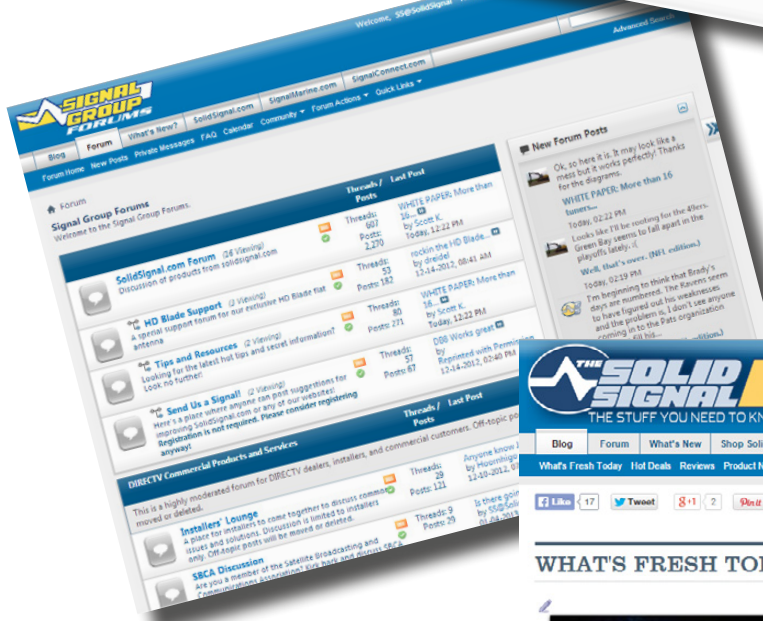 Welcome, SS@SolidSignal
SIGNAL
GROUP
FORUMS
Blog Forum What's New? SolidSignal.com SignalMarine.com SignalConnect.com
Advanced Search
Forum Home New Posts Private Messages FAQ Calendar Community Forum Actions Quick Links
Forum
Signal Group Forums
Welcome to the Signal Group Forums.
Threads / Last Post
Posts
SolidSignal.com Forum (26 Viewing)
Discussion of products from solidsignal.com
Threads:
607
Posts:
2,270
WHITE PAPER: More than
16...
by Scott K.
Today, 12:22 PM
HD Blade Support (2 Viewing)
A special support forum for our exclusive HD Blade flat
antenna
Threads:
53
Posts: 182
rockin the HD Blade...
by dreidel
12-14-2012, 08:41 AM
Tips and Resources (2 Viewing)
Looking for the latest hot tips and secret information?
Look no further!
Threads:
80
Posts: 271
WHITE PAPER: More than
16...
by Scott K.
Today, 12:22 PM
Send Us a Signal! (2 Viewing)
Here's a place where anyone can post suggestions for
improving SolidSignal.com or any of our websites!
Registration is not required. Please consider registering
anyway!
Threads:
57
Posts: 67
DB8 Works great
by
Reprinted with Permission
12-14-2012, 02:40 PM
DIRECTV Commercial Products and Services
Threads / Last Post
Posts
This is a highly moderated forum for DIRECTV dealers, installers, and commercial customers. Off-topic
moved or deleted.
Installers' Lounge
A place for installers to come together to discuss common
issues and solutions. Discussion is limited to installers
only. Off-topic posts will be moved or deleted.
Threads:
29
Posts: 121
Anyone know
by
12-10-2012,
SBCA Discussion
Are you a member of the Satellite Broadcasting and
Communications Association? Kick back and discuss SBCA
Threads: 9
Posts: 29
Is there
by SS@Soli
01-04-2013
New Forum Posts
Ok, so here it is. It may look like a
mess but it works perfectly! Thanks
for the diagrams.
WHITE PAPER: More than 16
tuners...
Today, 02:22 PM
Looks like I'll be rooting for the 49ers.
Green Bay seems to fall apart in the
playoffs lately. :(
Well, that's over. (NFL edition.)
Today, 02:19 PM
I'm beginning to think that Brady's
days are numbered. The Ravens seem
to have figured out his weaknesses
and the problem is, I don't see anyone
coming in to the Pats organization
fill his...
edition.)
THE SOLID
SIGNAL
THE STUFF YOU NEED TO KN
Blog Forum What's New Shop Soli
What's Fresh Today Hot Deals Reviews Product N
Like 17 Tweet +1 2 Pin it
WHAT'S FRESH TO